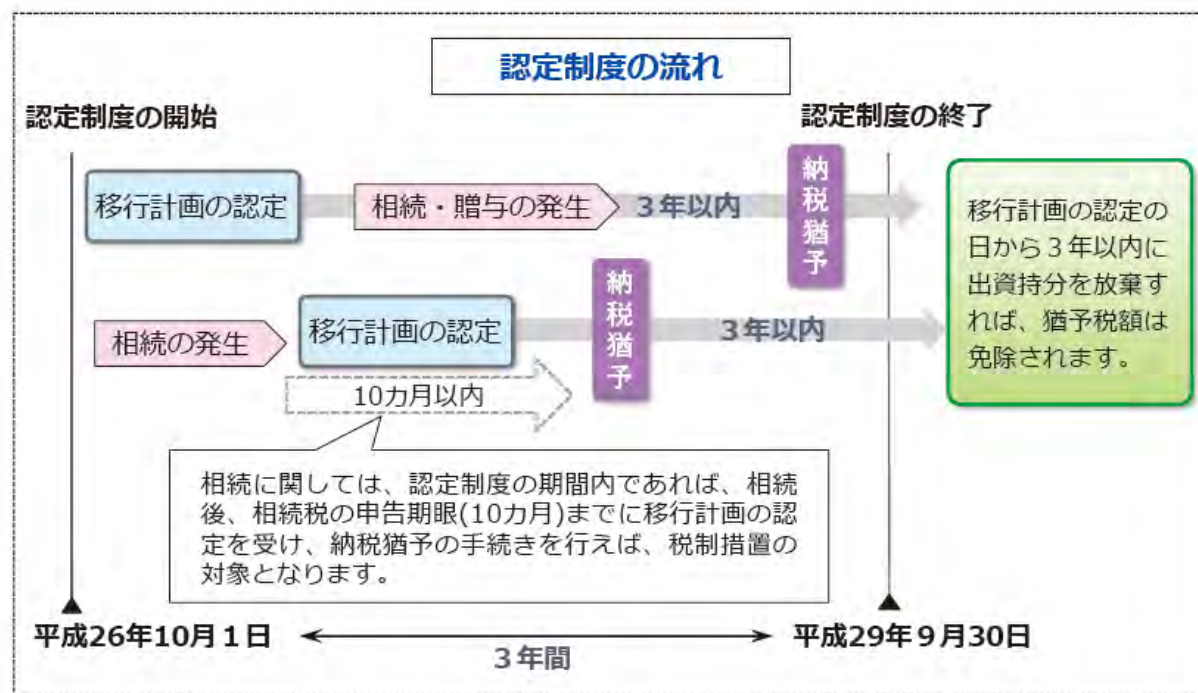 認定制度の流れ
認定制度の開始
認定制度の終了
移行計画の認定
相続・贈与の発生
3年以内
納税猶予
相続の発生
移行計画の認定
納税猶予
3年以内
10カ月以内
移行計画の認定の
日から3年以内に
出資持分を放棄す
れば、猶予税額は
免除されます。
相続に関しては、認定制度の期間内であれば、相続
後、相続税の申告期眼(10カ月)までに移行計画の認
定を受け、納税猶予の手続きを行えば、税制措置の
対象となります。
平成26年10月1日
3年間
平成29年9月30日